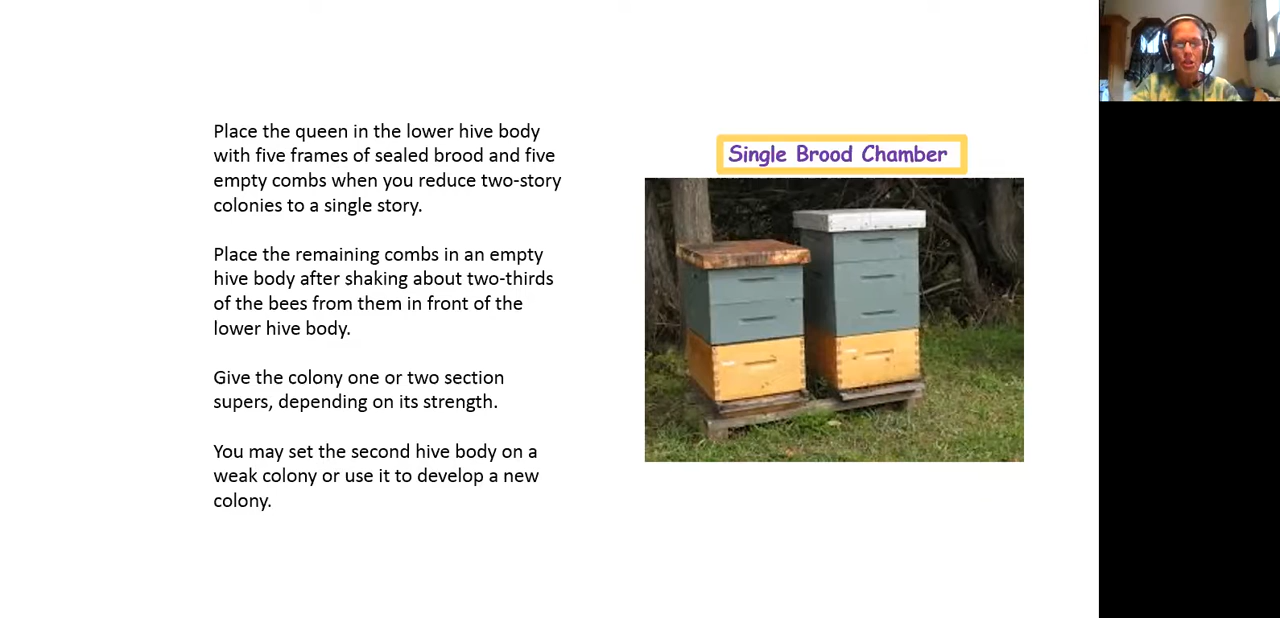 Place the queen in the lower hive body
with five frames of sealed brood and five
empty combs when you reduce two-story
colonies to a single story.
Place the remaining combs in an empty
hive body after shaking about two-thirds
of the bees from them in front of the
lower hive body.
Give the colony one or two section
supers, depending on its strength.
You may set the second hive body on a
weak colony or use it to develop a new
colony.
Single Brood Chamber